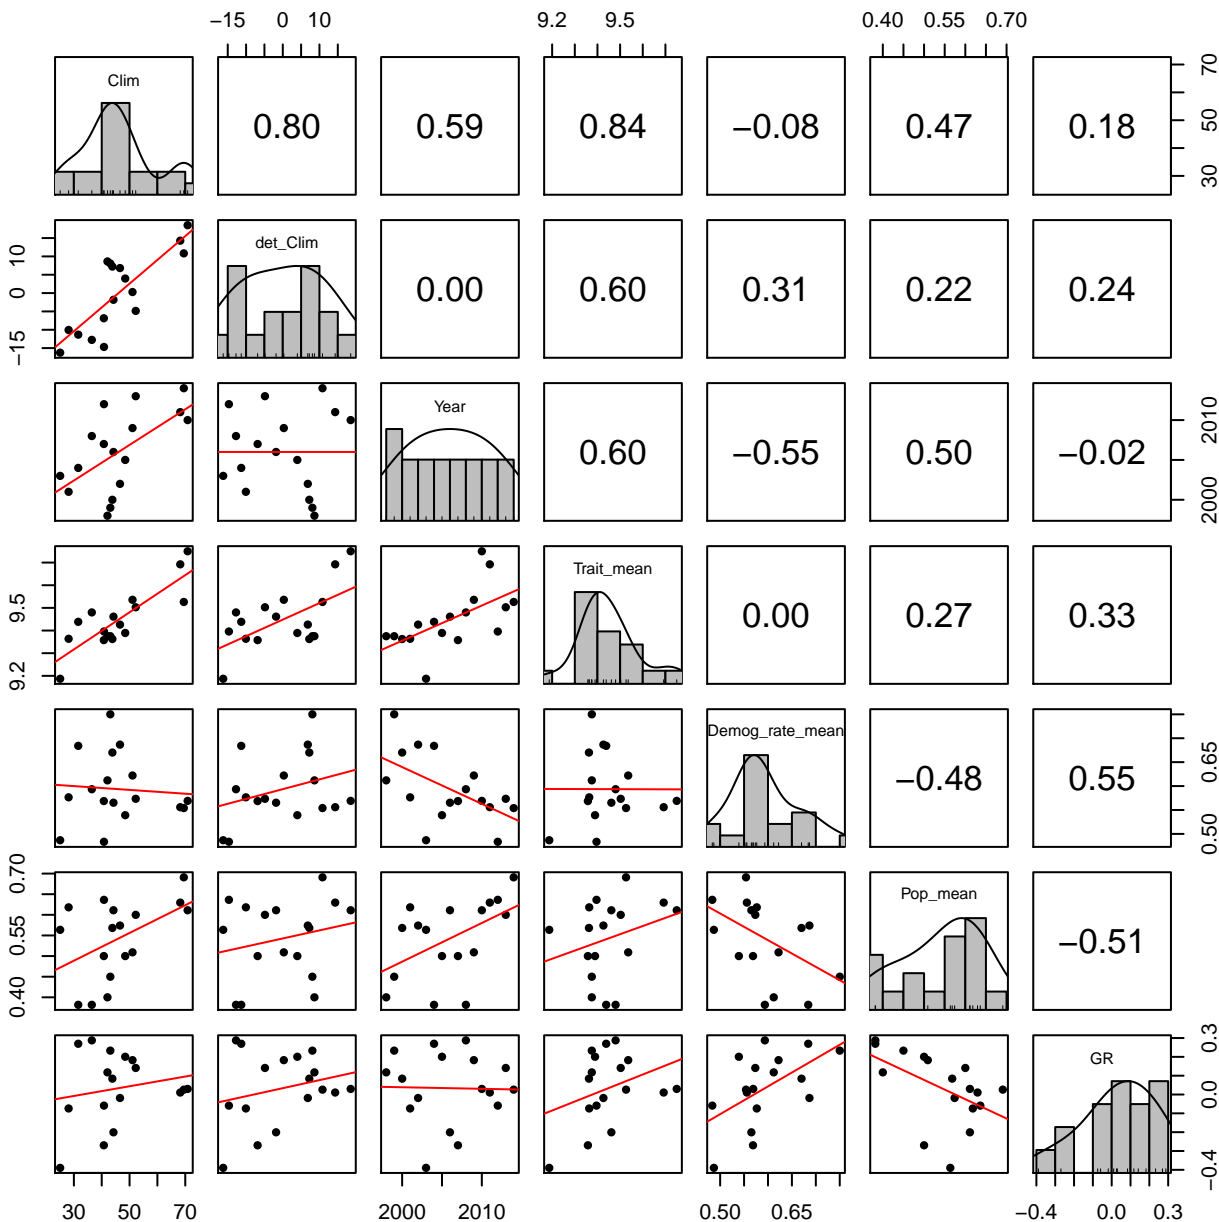 −15 0 10 9.2 9.5 0.40 0.55 0.70
Clim 0.80 0.59 0.84 −0.08 0.47 0.18 30 50 70
−15 0 10 det_Clim 0.00 0.60 0.31 0.22 0.24
Year 0.60 −0.55 0.50 −0.02 2000 2010
9.2 9.5 Trait_mean 0.00 0.27 0.33
Demog_rate_mean −0.48 0.55 0.50 0.65
0.40 0.55 0.70 Pop_mean −0.51
GR −0.4 0.0 0.3
30 50 70 2000 2010 0.50 0.65 −0.4 0.0 0.3